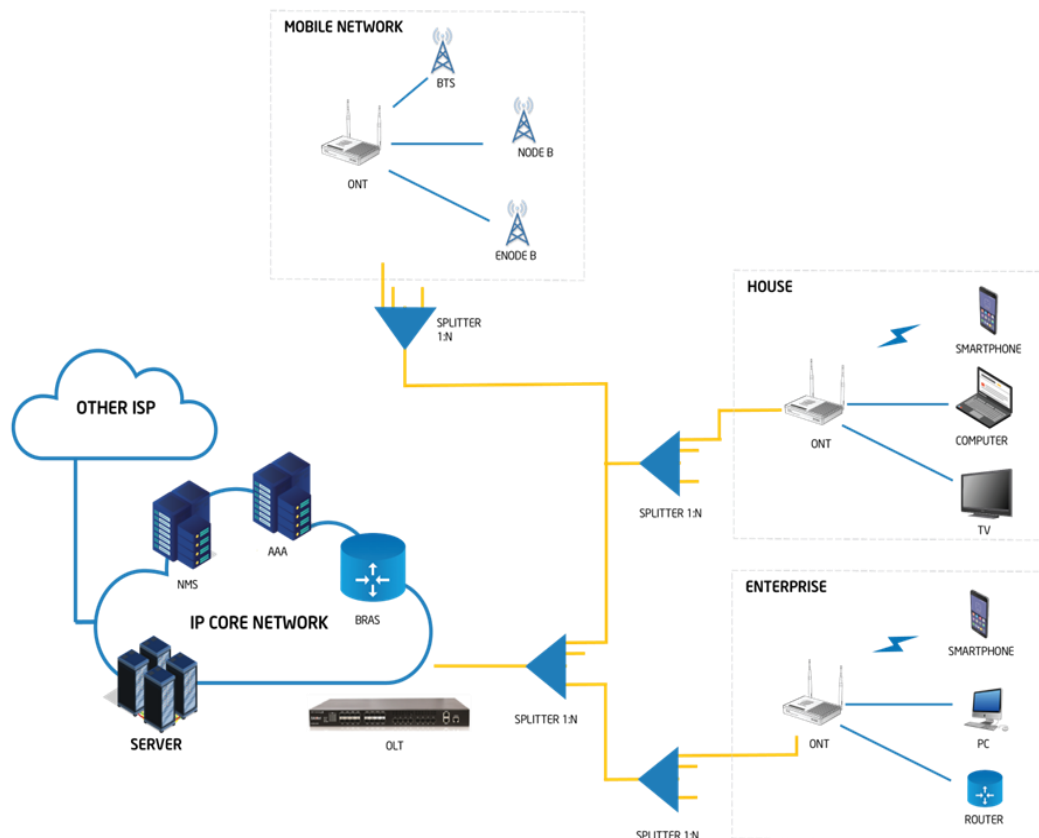 MOBILE NETWORK
BTS
NODE B
ONT
ENODE B
SPLITTER
1:N
HOUSE
SMARTPHONE
ONT
COMPUTER
TV
SPLITTER 1:N
OTHER ISP
NMS
AAA
BRAS
IP CORE NETWORK
SERVER
OLT
SPLITTER 1:N
ENTERPRISE
SMARTPHONE
ONT
PC
ROUTER
SPLITTER 1:N